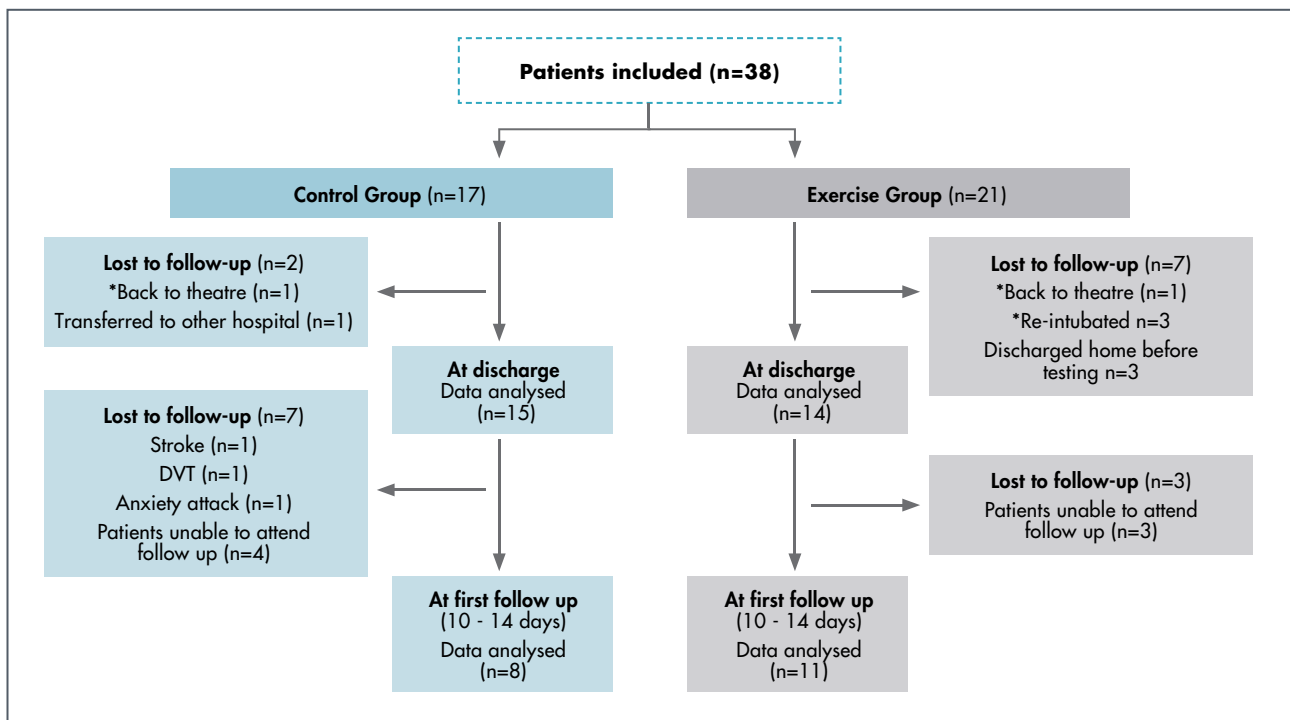 Patients included (n=38)
Control Group (n=17)
Exercise Group (n=21)
Lost to follow-up (n=2)
*Back to theatre (n=1)
Transferred to other hospital (n=1)
Lost to follow-up (n=7)
*Back to theatre (n=1)
*Re-intubated n=3
Discharged home before
testing n=3
At discharge
Data analysed
(n=15)
At discharge
Data analysed
(n=14)
Lost to follow-up (n=7)
Stroke (n=1)
DVT (n=1)
Anxiety attack (n=1)
Patients unable to attend
follow up (n=4)
Lost to follow-up (n=3)
Patients unable to attend
follow up (n=3)
At first follow up
(10 - 14 days)
Data analysed
(n=8)
At first follow up
(10 - 14 days)
Data analysed
(n=11)